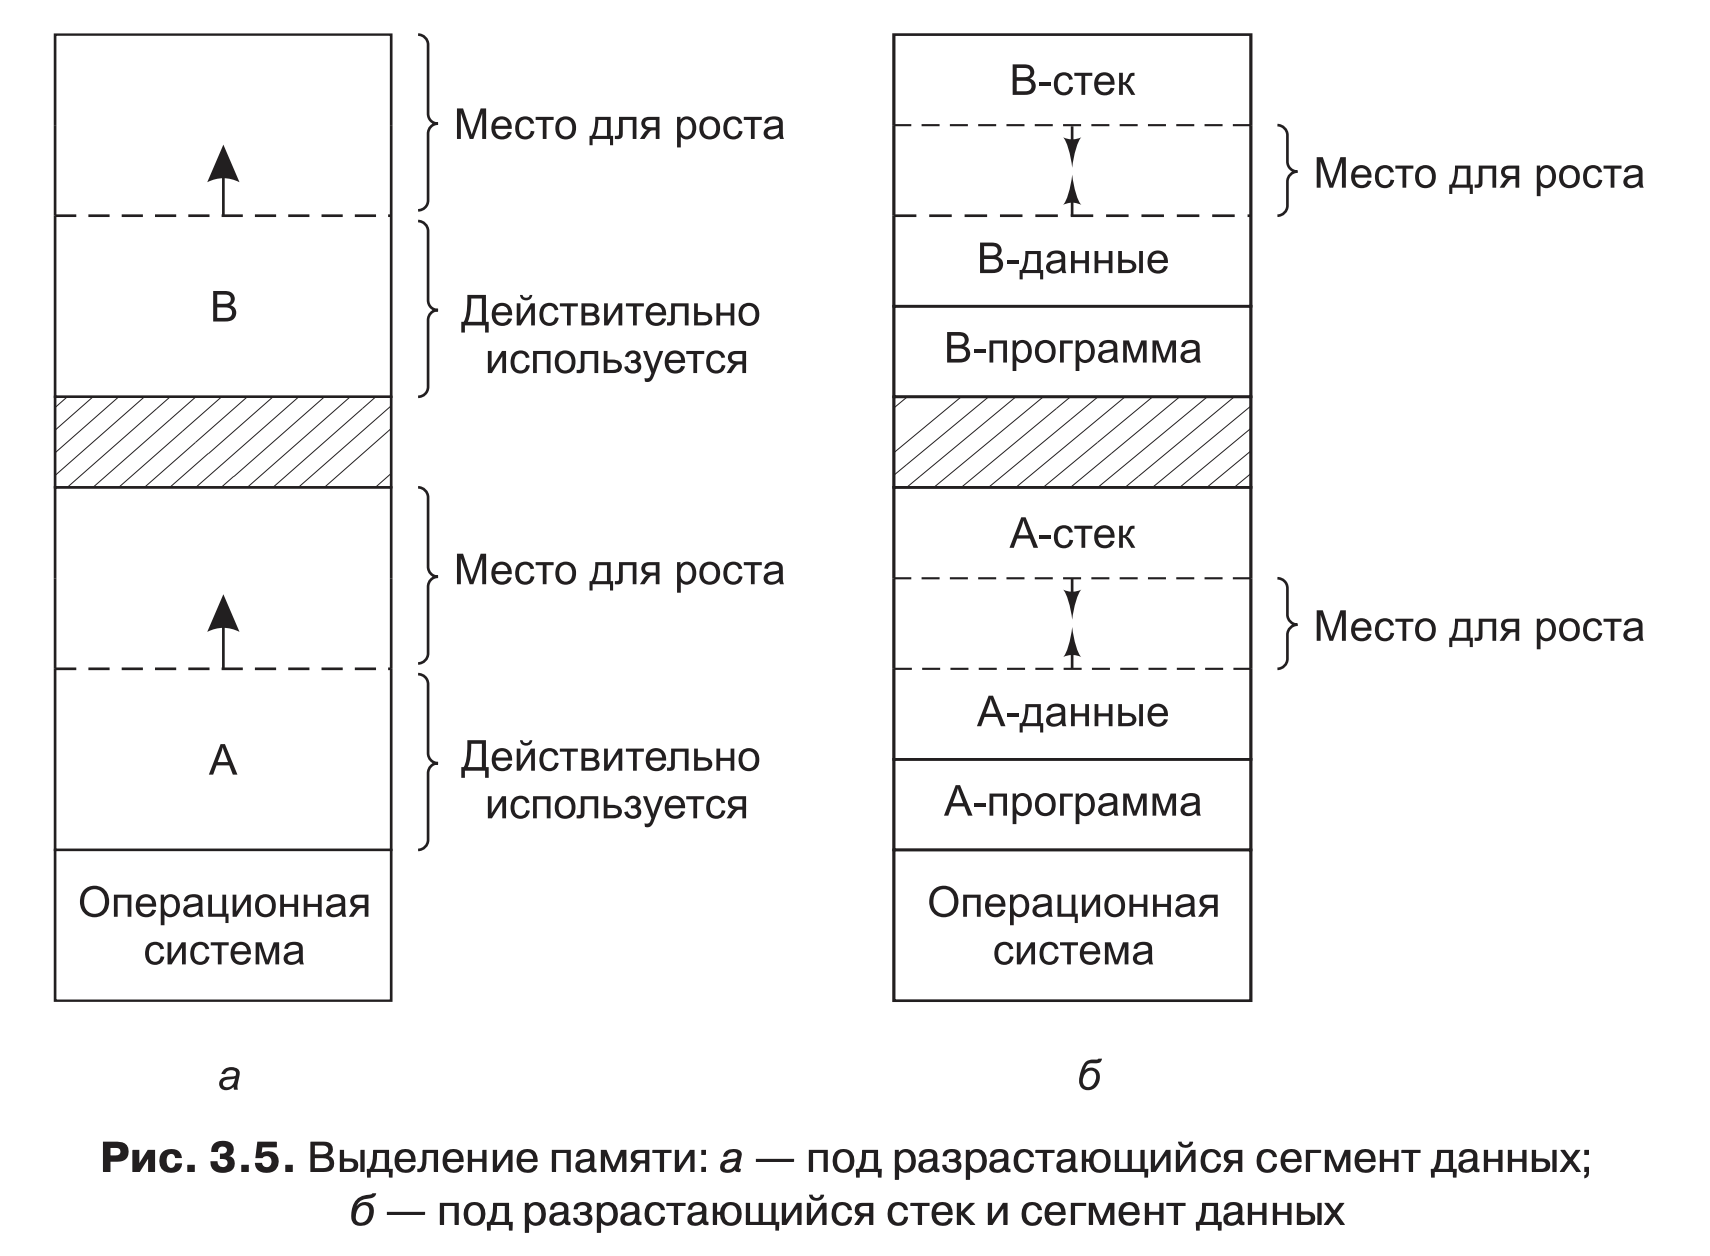 Место для роста
В
Действительно
используется
Место для роста
А
Действительно
используется
Операционная
система
а
В-стек
Место для роста
В-данные
В-программа
А-стек
Место для роста
А-данные
А-программа
Операционная
система
б
Рис. 3.5. Выделение памяти: а — под разрастающийся сегмент данных;
б — под разрастающийся стек и сегмент данных